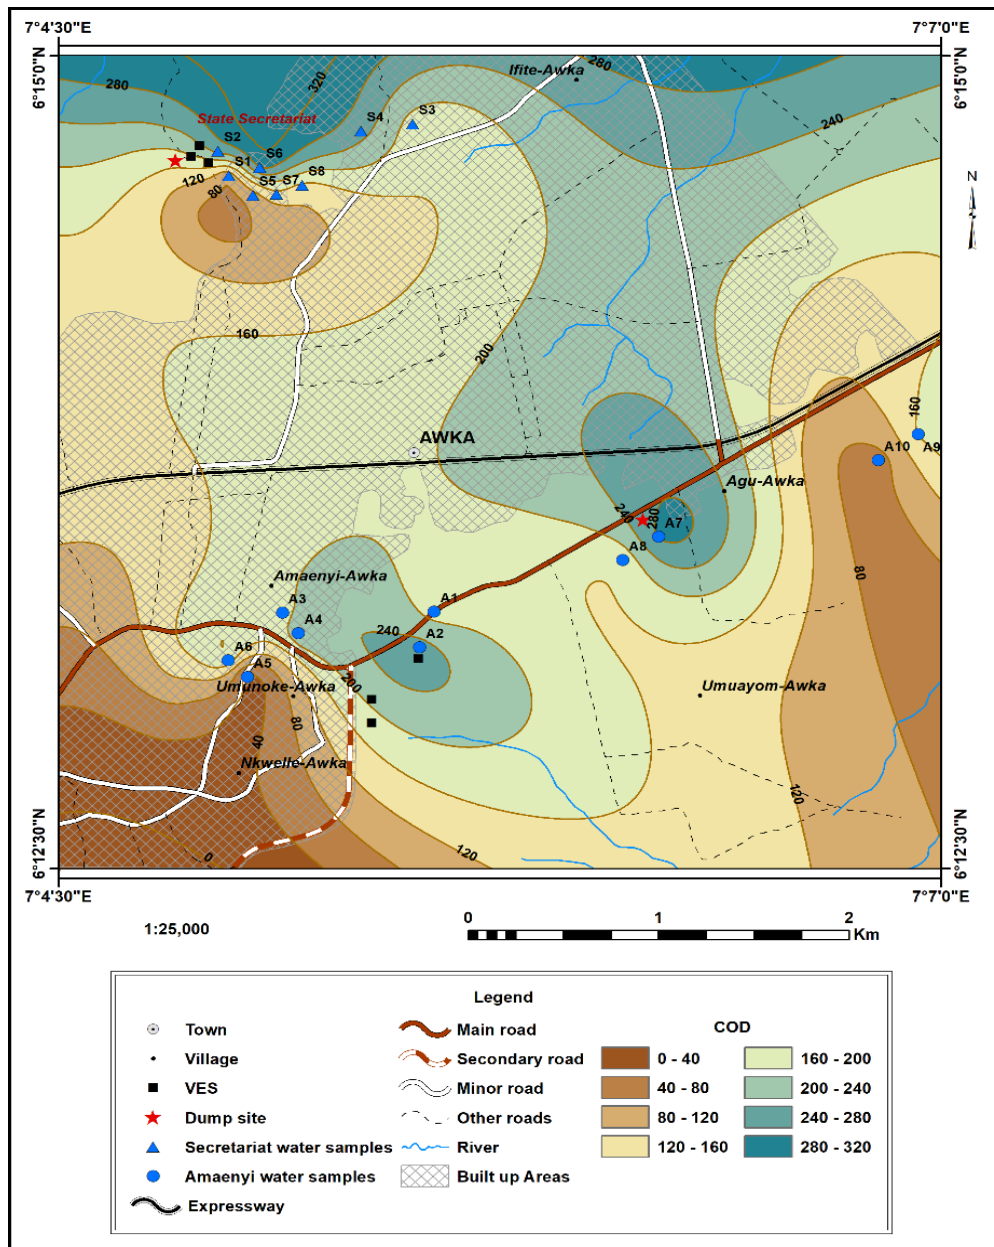 7°4'30"E
7°7'0"E
6°15'0"N
6°15'0"N
Ifite-Awka
280
320
280
240
State Secretariat
S4
S3
S2
S6
S1
S8
S5
S7
120
80
N
160
200
160
AWKA
A10
A9
Agu-Awka
240
280
A7
A8
80
Amaenyi-Awka
A3
A1
A4
240
A2
A6
A5
200
Umunoke-Awka
Umuayom-Awka
80
40
Nkwelle-Awka
120
0
120
6°12'30"N
6°12'30"N
7°4'30"E
7°7'0"E
1:25,000
0 1 2
Km
Legend
Town
Village
VES
Dump site
Secretariat water samples
Amaenyi water samples
Expressway
Main road
Secondary road
Minor road
Other roads
River
Built up Areas
COD
0 - 40
40 - 80
80 - 120
120 - 160
160 - 200
200 - 240
240 - 280
280 - 320